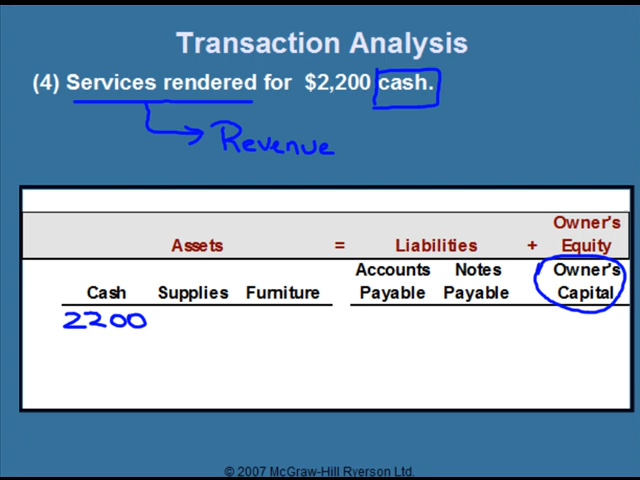 Transaction Analysis
(4) Services rendered for $2,200 cash.
Revenue
Owner's
Assets = Liabilities + Equity
Accounts Notes Owner's
Cash Supplies Furniture Payable Payable Capital
2200
© 2007 McGraw-Hill Ryerson Ltd.